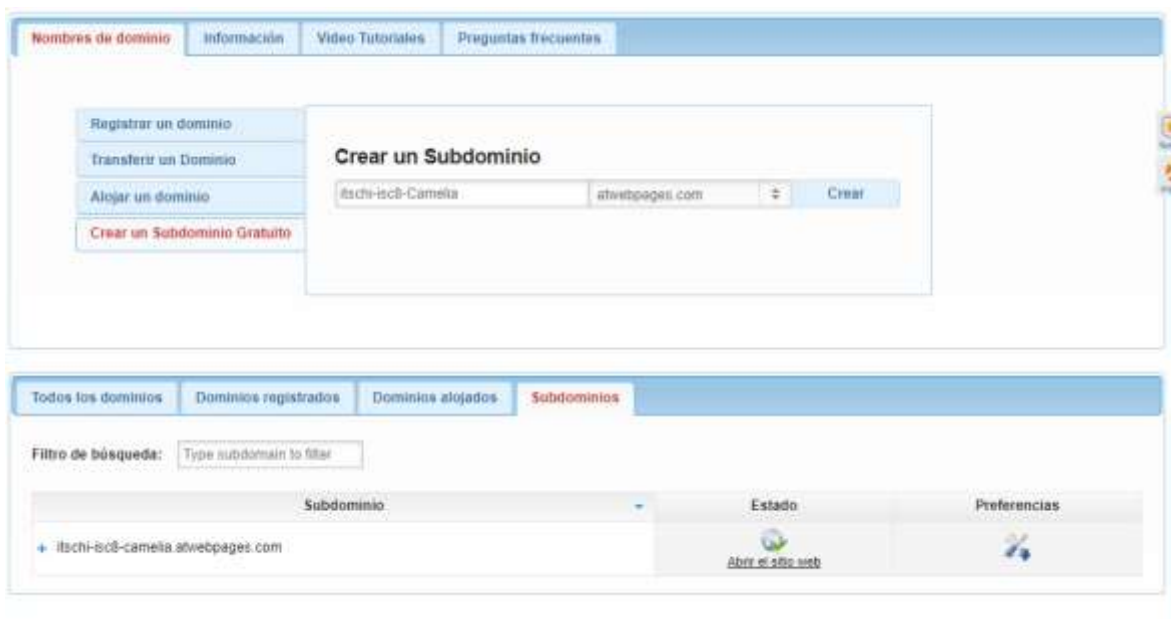 Nombres de dominio Información Video Tutoriales Preguntas frecuentes
Registrar un dominio
Transferir un Dominio
Alojar un dominio
Crear un Subdominio Gratuito
Crear un Subdominio
itschi-isc8-Camelia atwebpages.com Crear
Todos los dominios Dominios registrados Dominios alojados Subdominios
Filtro de búsqueda: Type subdomain to filter
Subdominio Estado Preferencias
itschi-isc8-camelia.atwebpages.com
Abrir el sitio web